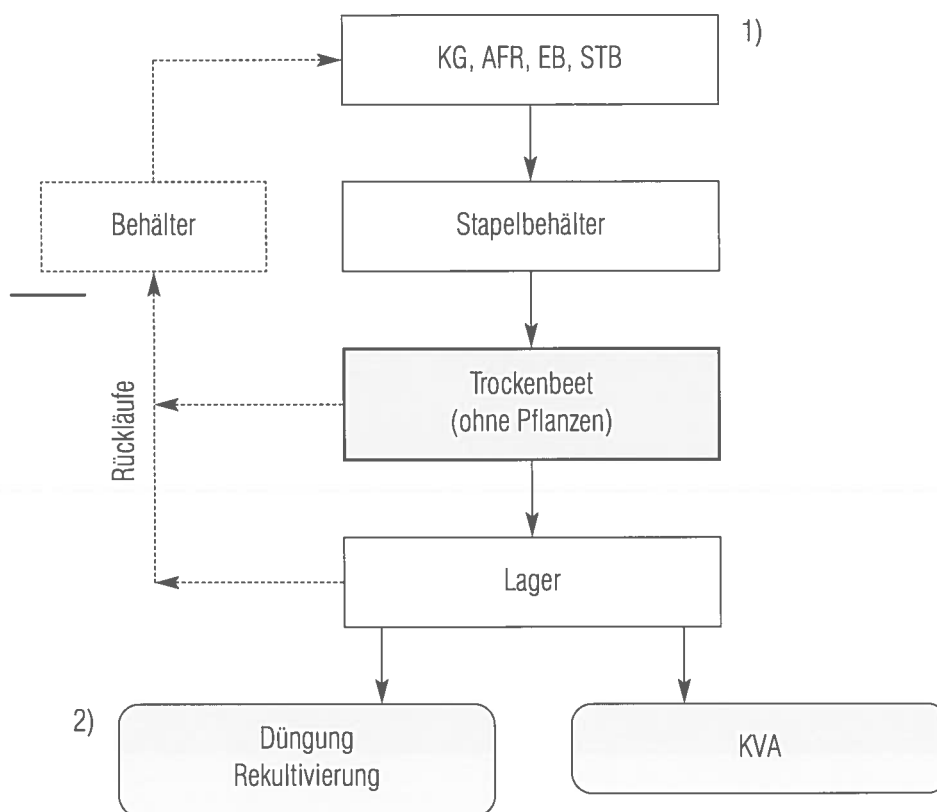 1)
KG, AFR, EB, STB
Behälter
Stapelbehälter
Trockenbeet
(ohne Pflanzen)
Rückläufe
Lager
2)
Düngung
Rekultivierung
KVA